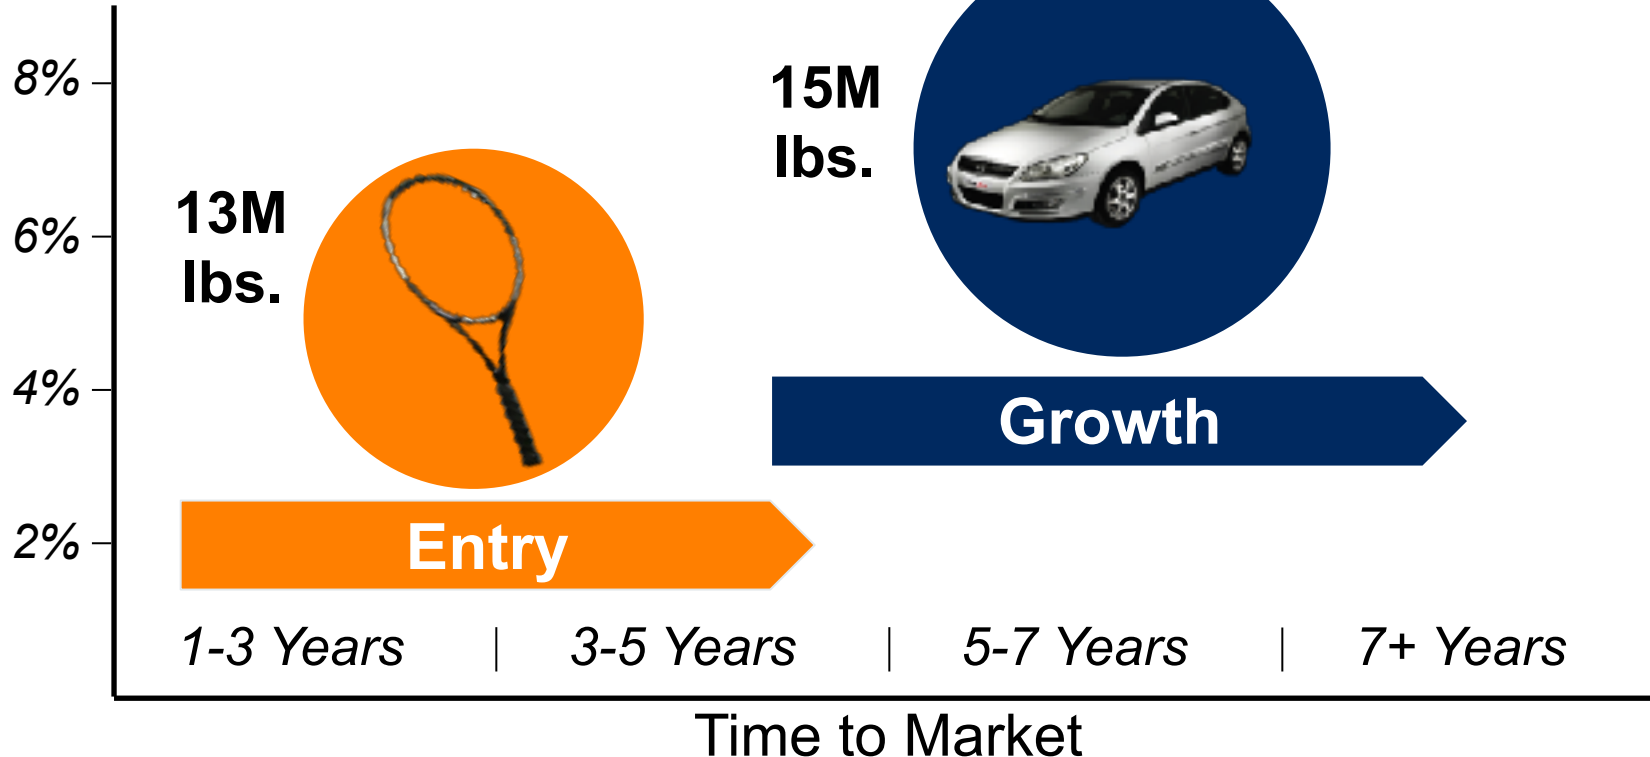 8%
6%
4%
2%
13M
lbs.
15M
lbs.
Growth
Entry
1-3 Years | 3-5 Years | 5-7 Years | 7+ Years
Time to Market